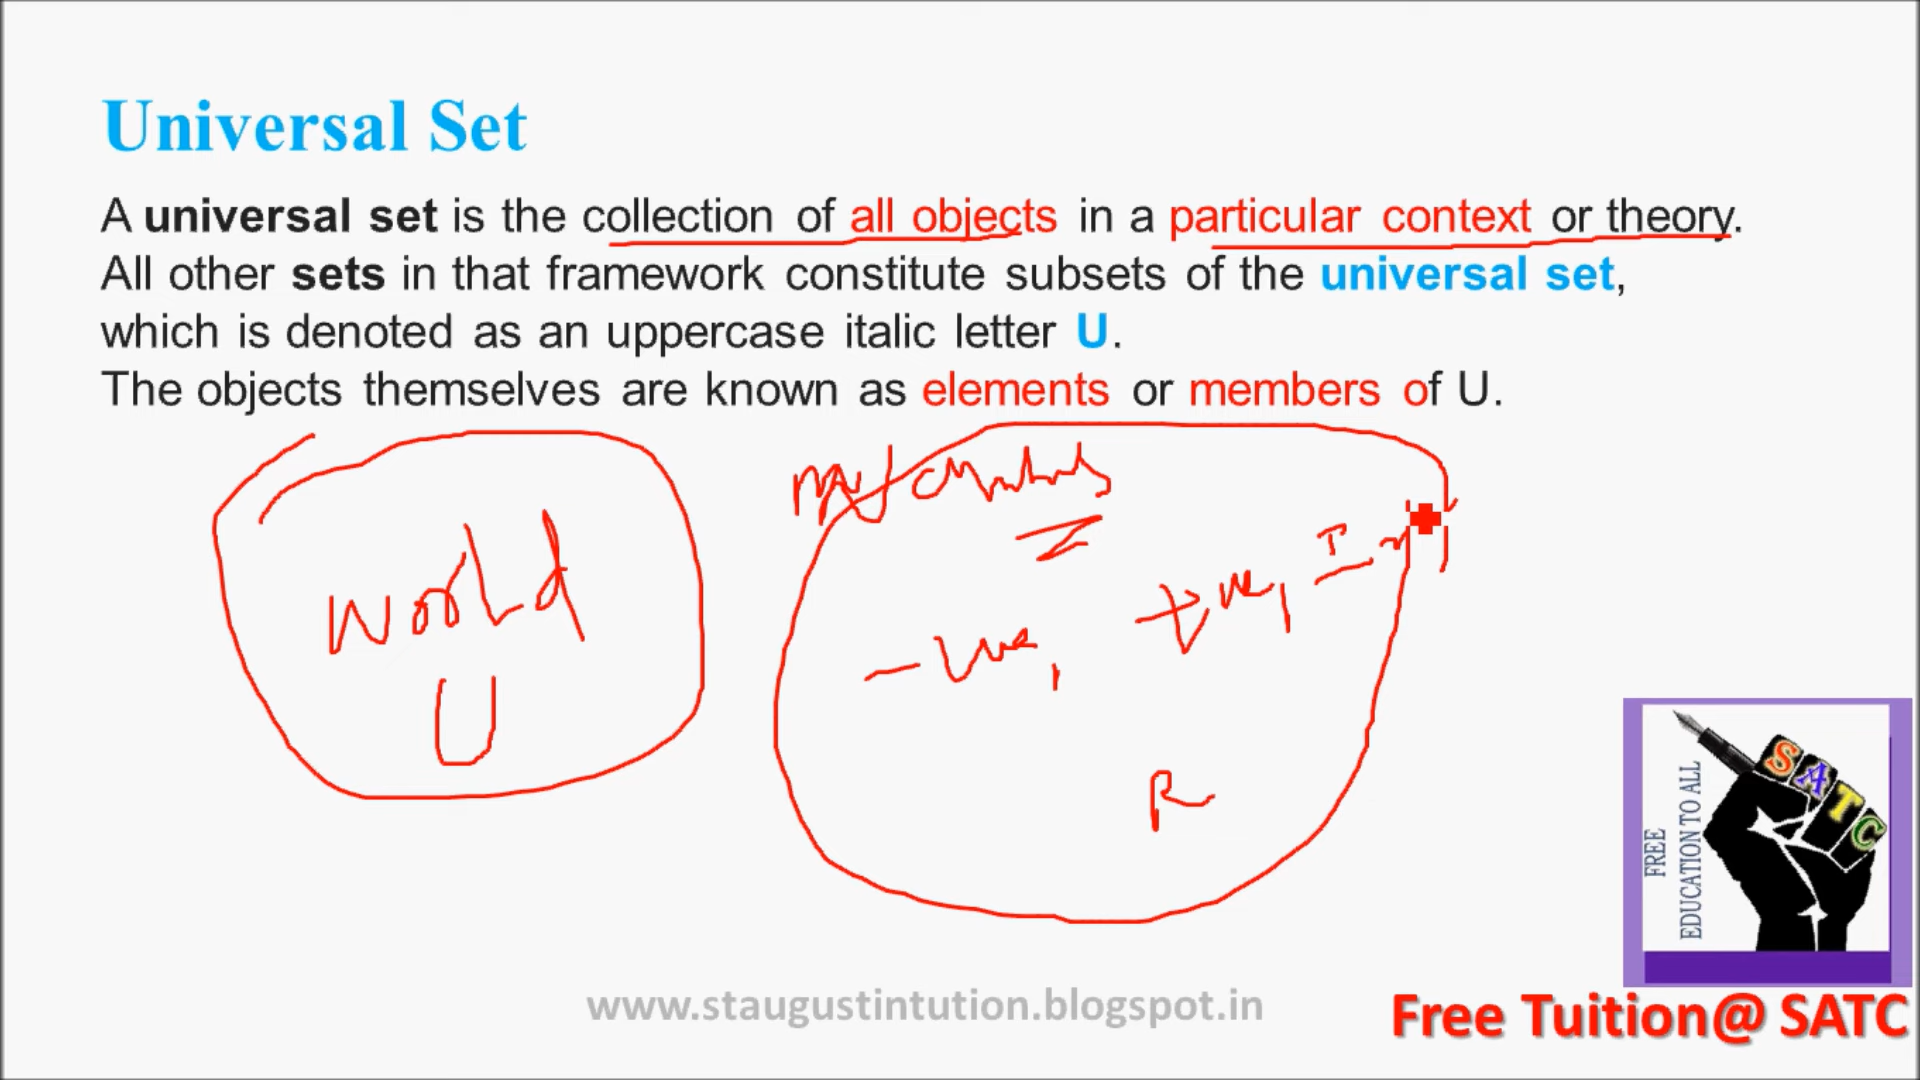 Universal Set
A universal set is the collection of all objects in a particular context or theory.
All other sets in that framework constitute subsets of the universal set,
which is denoted as an uppercase italic letter U.
The objects themselves are known as elements or members of U.
World
U
-ve, +ve, I
R
FREE
EDUCATION TO ALL
SATC
www.staugustintution.blogspot.in
Free Tuition@ SATC